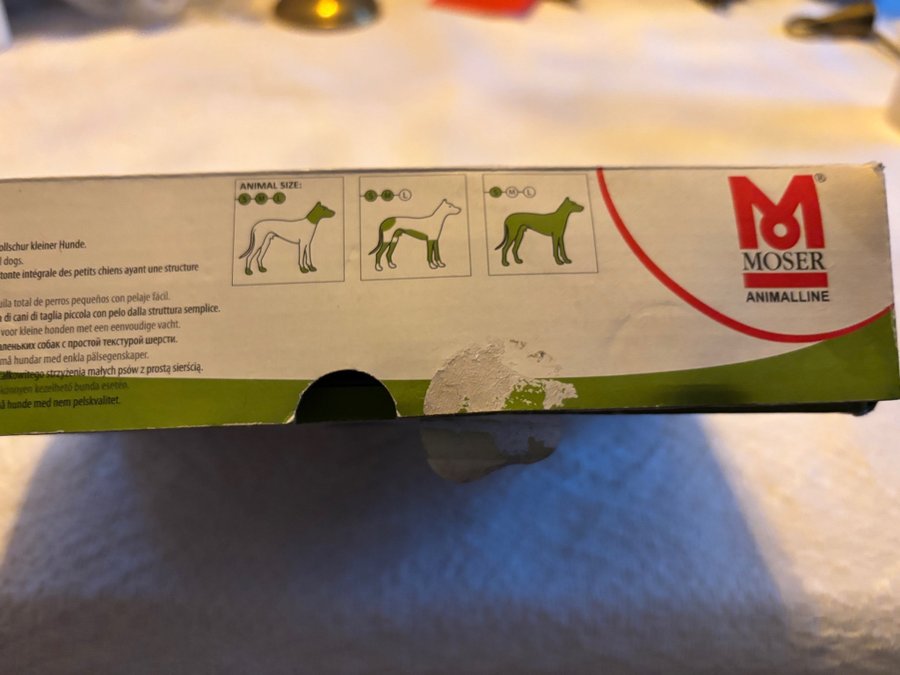 ANIMAL SIZE:
S M L
S M L
S M L
M®
MOSER
ANIMALLINE
ollschur kleiner Hunde.
l dogs.
tonte intégrale des petits chiens ayant une structure
uila total de perros pequeños con pelaje fácil.
di cani di taglia piccola con pelo dalla struttura semplice.
voor kleine honden met een eenvoudige vacht.
аленьких собак с простой текстурой шерсти.
må hundar med enkla pälsegenskaper.
całkowitego strzyżenia małych psów z prostą sierścią.
könnyen kezelhető bunda esetén.
å hunde med nem pelskvalitet.